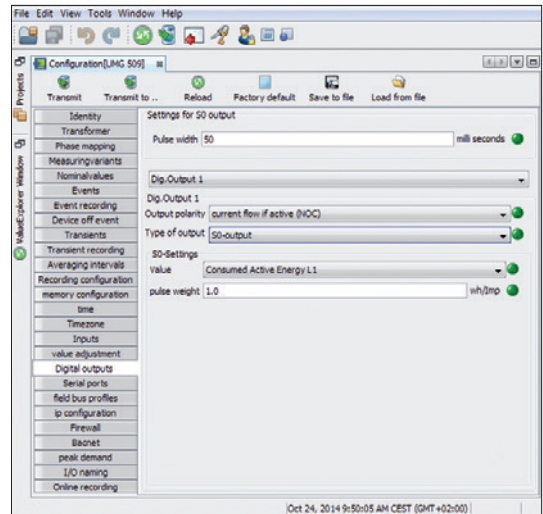 File Edit View Tools Window Help
Projects
ValuesExplorer Window
Configuration[UMG 509]
Transmit
Transmit to ..
Reload
Factory default
Save to file
Load from file
Identity
Transformer
Phase mapping
Measuringvariants
Nominalvalues
Events
Event recording
Device off event
Transients
Transient recording
Averaging intervals
Recording configuration
memory configuration
time
Timezone
Inputs
value adjustment
Digital outputs
Serial ports
field bus profiles
ip configuration
Firewall
Bacnet
peak demand
I/O naming
Online recording
Settings for S0 output
Pulse width 50 milli seconds
Dig.Output 1
Dig.Output 1
Output polarity current flow if active (NOC)
Type of output S0-output
S0-Settings
Value Consumed Active Energy L1
pulse weight 1.0 wh/Imp
Oct 24, 2014 9:50:05 AM CEST (GMT+02:00)